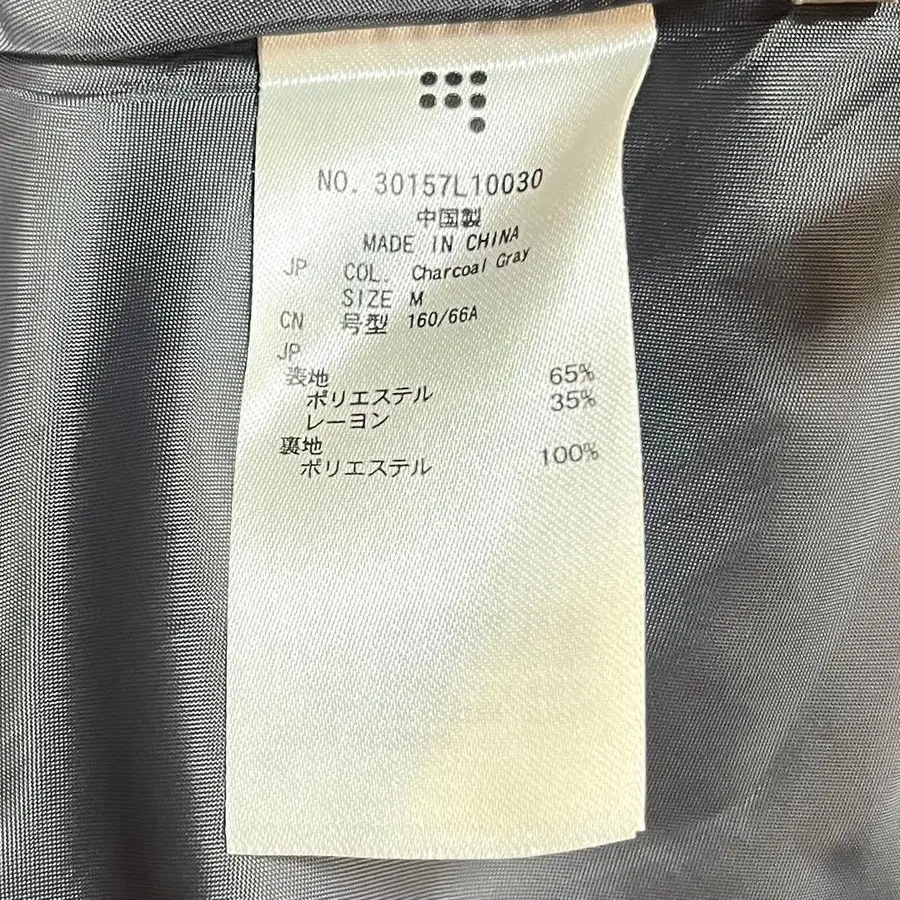 NO. 30157L10030
中国製
MADE IN CHINA
JP COL. Charcoal Gray
SIZE M
CN 号型 160/66A
JP
表地
ポリエステル 65%
レーヨン 35%
裏地
ポリエステル 100%